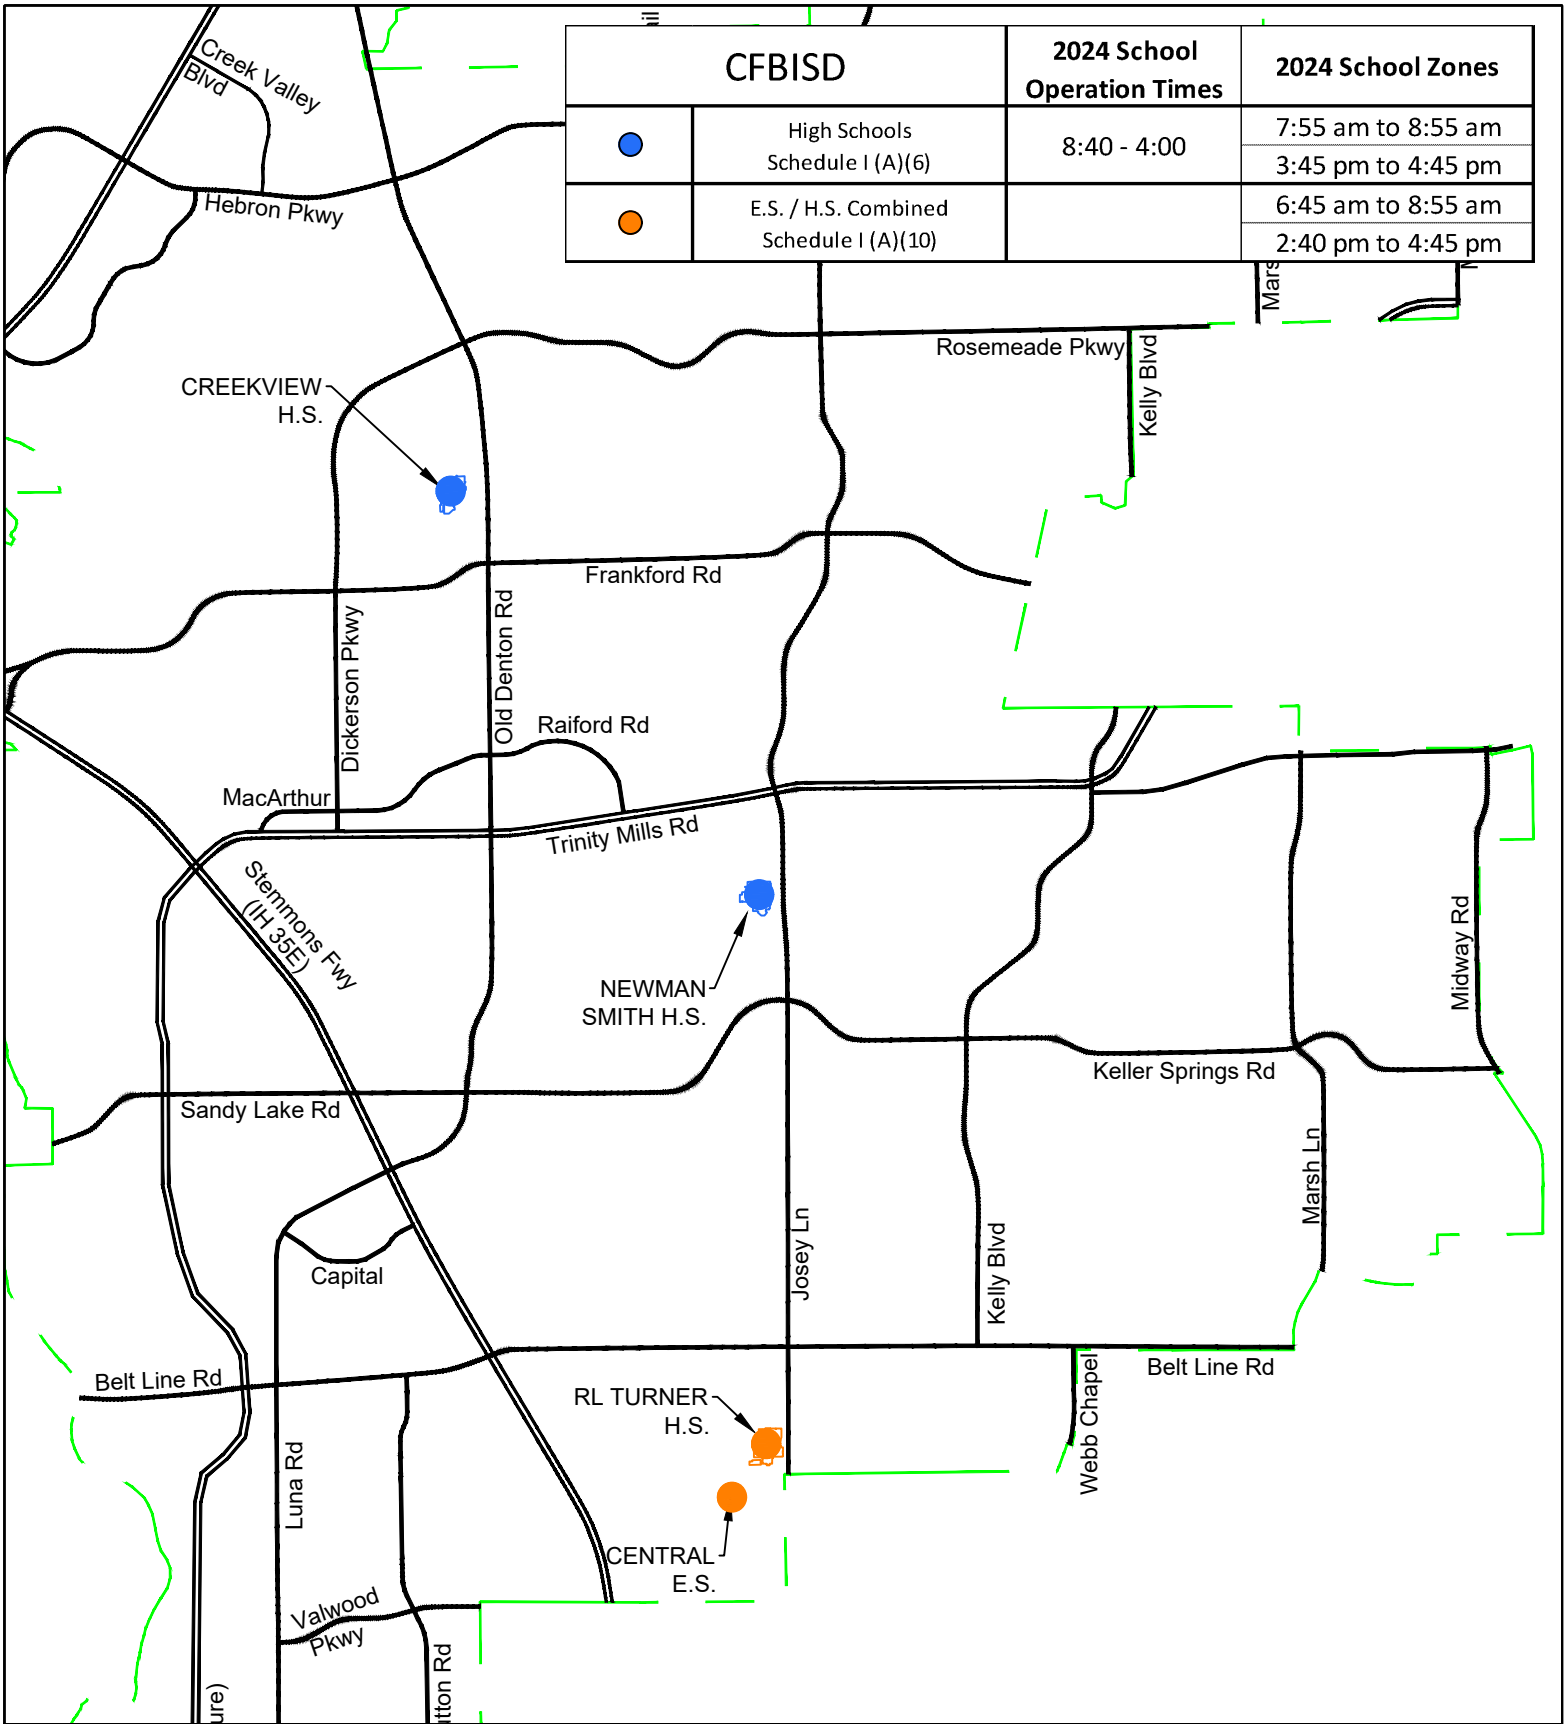 CFBISD
2024 School
Operation Times
2024 School Zones
High Schools
Schedule I (A)(6)
8:40 - 4:00
7:55 am to 8:55 am
3:45 pm to 4:45 pm
E.S. / H.S. Combined
Schedule I (A)(10)
6:45 am to 8:55 am
2:40 pm to 4:45 pm
Creek Valley
Blvd
Hebron Pkwy
Rosemeade Pkwy
Kelly Blvd
CREEKVIEW
H.S.
Frankford Rd
Dickerson Pkwy
Old Denton Rd
Raiford Rd
MacArthur
Trinity Mills Rd
Stemmons Fwy
(IH 35E)
NEWMAN
SMITH H.S.
Midway Rd
Keller Springs Rd
Sandy Lake Rd
Marsh Ln
Josey Ln
Kelly Blvd
Capital
Belt Line Rd
Belt Line Rd
Webb Chapel
RL TURNER
H.S.
Luna Rd
CENTRAL
E.S.
Valwood
Pkwy